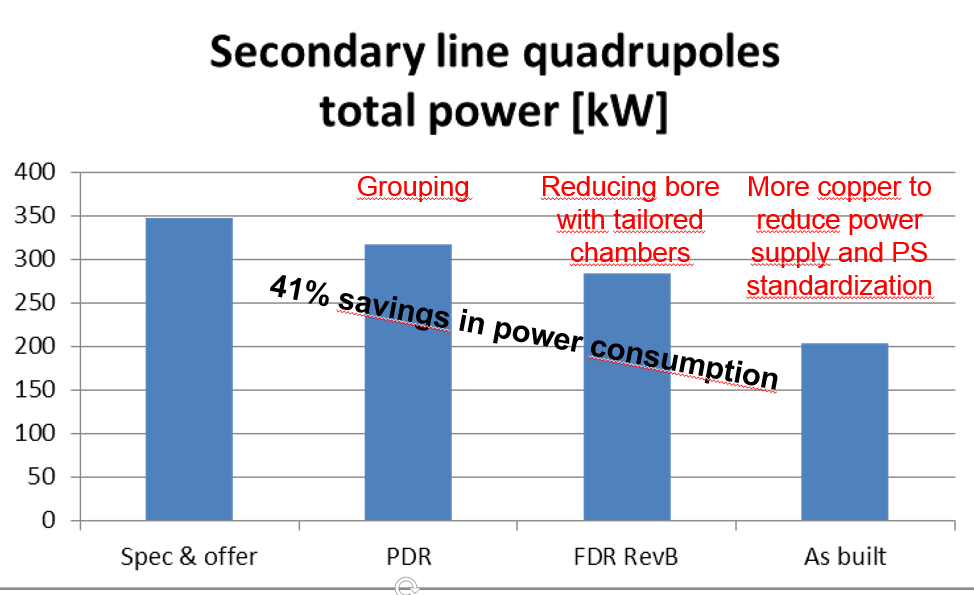 Secondary line quadrupoles
total power [kW]
400
350
300
250
200
150
100
50
0
Grouping
Reducing bore
with tailored
chambers
More copper to
reduce power
supply and PS
standardization
41% savings in power consumption
Spec & offer
PDR
FDR RevB
As built